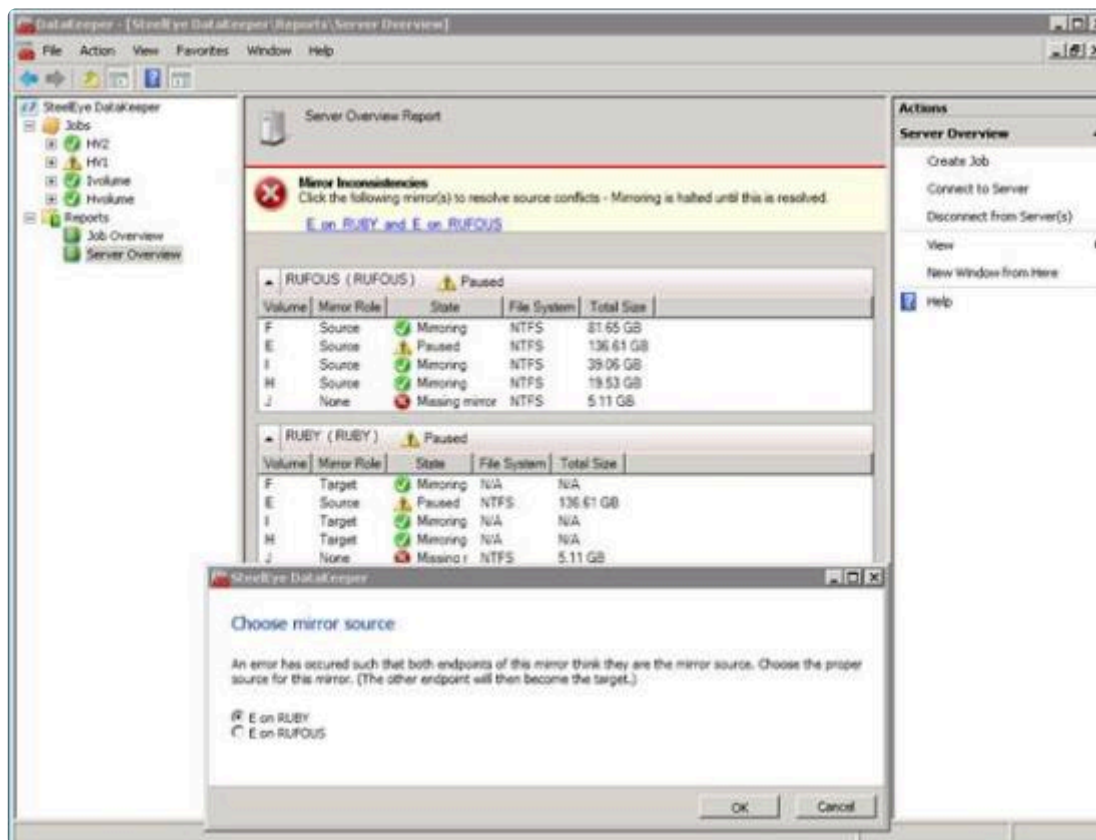 DataKeeper - [SteelEye DataKeeper\Reports\Server Overview]
File Action View Favorites Window Help
SteelEye DataKeeper
Jobs
HV2
HV1
Ivolume
Hvolume
Reports
Job Overview
Server Overview
Server Overview Report
Mirror Inconsistencies
Click the following mirror(s) to resolve source conflicts - Mirroring is halted until this is resolved.
E on RUBY and E on RUFOUS
RUFOUS (RUFOUS) Paused
Volume Mirror Role State File System Total Size
F Source Mirroring NTFS 81.65 GB
E Source Paused NTFS 136.61 GB
I Source Mirroring NTFS 39.06 GB
H Source Mirroring NTFS 19.53 GB
J None Missing mirror NTFS 5.11 GB
RUBY (RUBY) Paused
Volume Mirror Role State File System Total Size
F Target Mirroring N/A N/A
E Source Paused NTFS 136.61 GB
I Target Mirroring N/A N/A
H Target Mirroring N/A N/A
J None Missing NTFS 5.11 GB
Actions
Server Overview
Create Job
Connect to Server
Disconnect from Server(s)
View
New Window from Here
Help
SteelEye DataKeeper
Choose mirror source
An error has occured such that both endpoints of this mirror think they are the mirror source. Choose the proper
source for this mirror. (The other endpoint will then become the target.)
E on RUBY
E on RUFOUS
OK Cancel